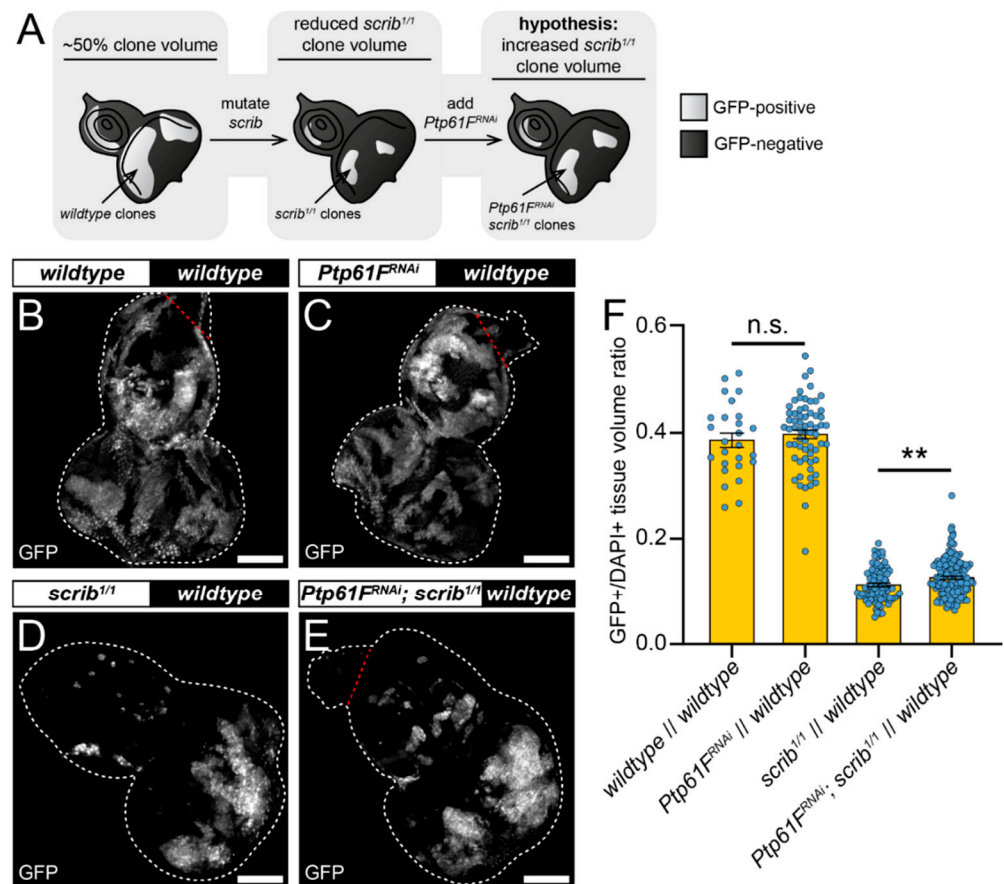 A
~50% clone volume
reduced scrib1/1
clone volume
hypothesis:
increased scrib1/1
clone volume
mutate
scrib
add
Ptp61FRNAi
wildtype clones
scrib1/1 clones
Ptp61FRNAi
scrib1/1 clones
GFP-positive
GFP-negative
wildtype wildtype
B
GFP
Ptp61FRNAi wildtype
C
GFP
scrib1/1 wildtype
D
GFP
Ptp61FRNAi; scrib1/1 wildtype
E
GFP
F
GFP+/DAPI+ tissue volume ratio
0.6
0.4
0.2
0.0
n.s.
**
wildtype // wildtype
Ptp61FRNAi // wildtype
scrib1/1 // wildtype
Ptp61FRNAi; scrib1/1 // wildtype